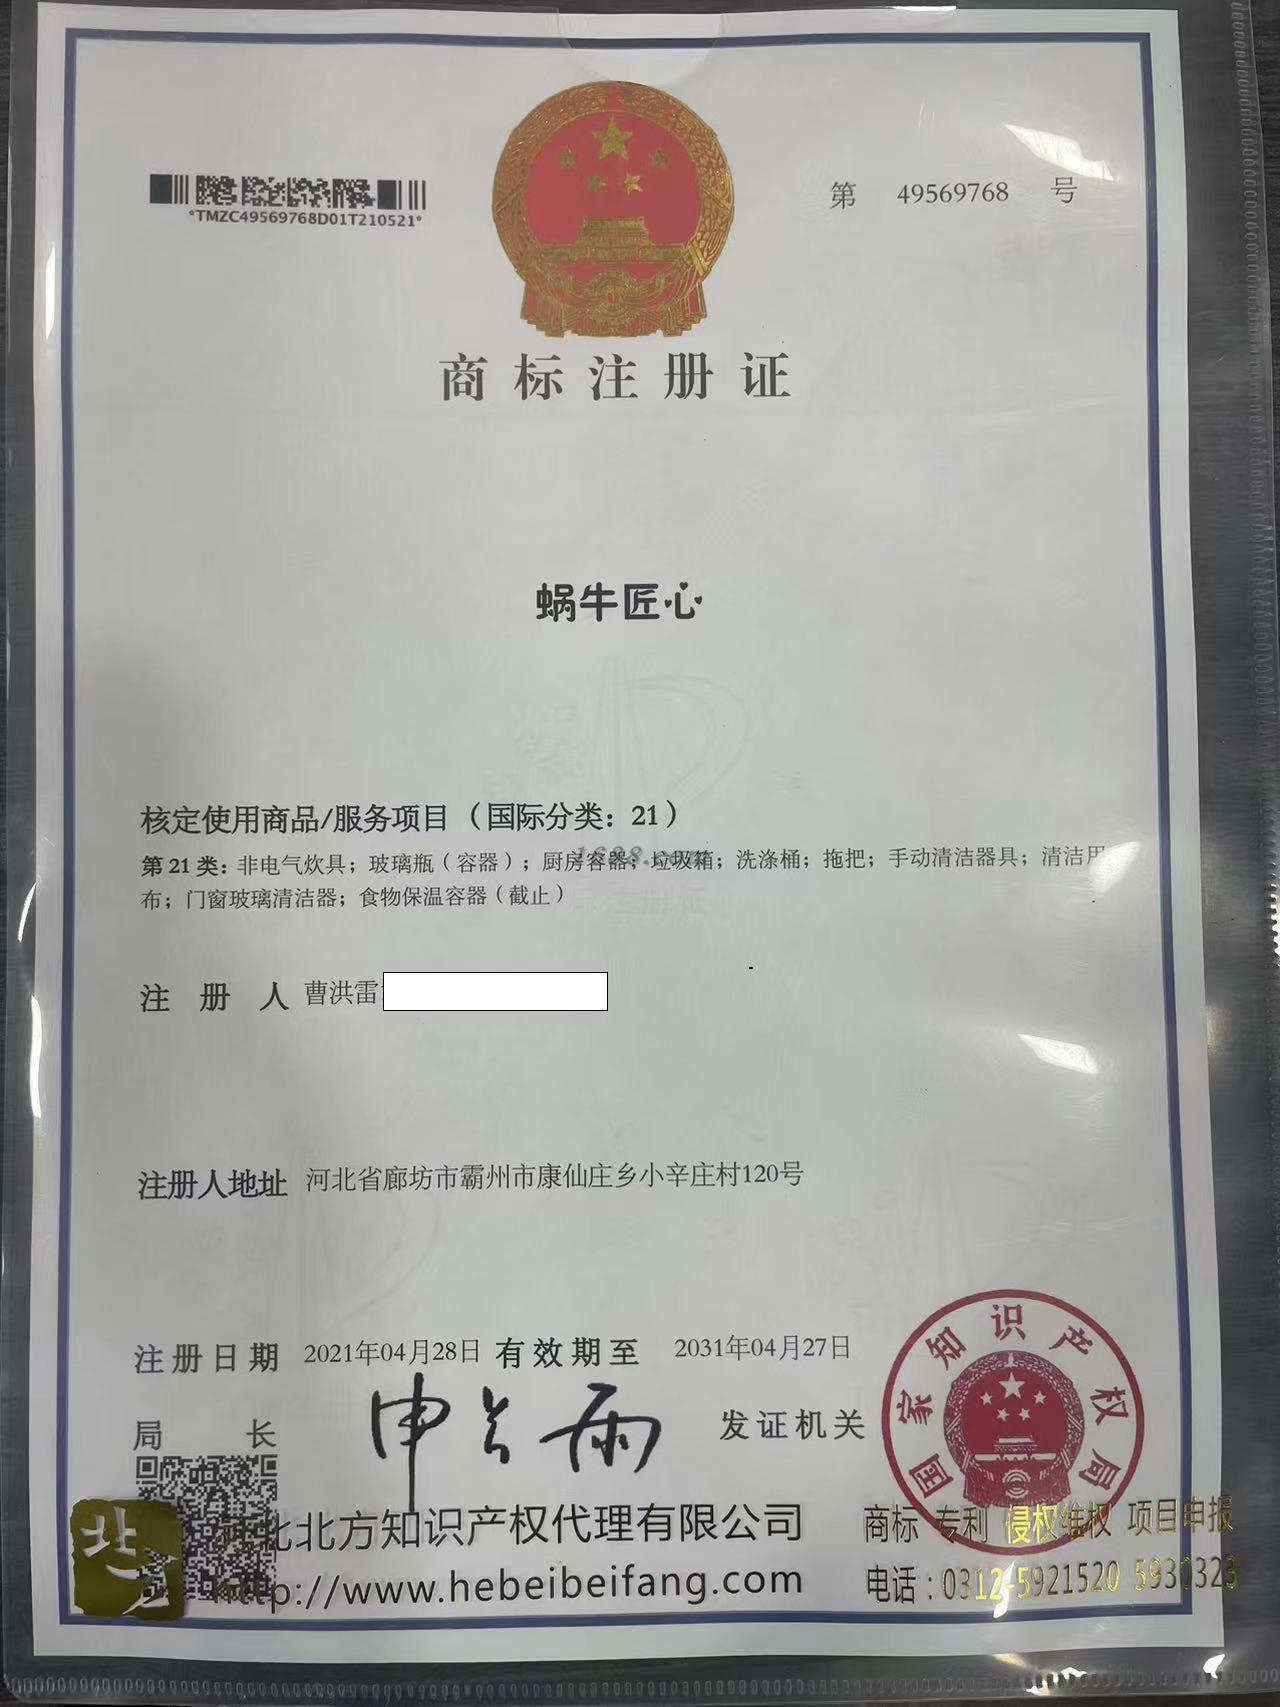 *TMZC49569768D01T210521*
第 49569768 号
商标注册证
蜗牛匠心
核定使用商品/服务项目（国际分类：21）
第21类：非电气炊具；玻璃瓶（容器）；厨房容器；垃圾箱；洗涤桶；拖把；手动清洁器具；清洁用
布；门窗玻璃清洁器；食物保温容器（截止）
1688.com
注册人 曹洪雷
注册人地址 河北省廊坊市霸州市康仙庄乡小辛庄村120号
注册日期 2021年04月28日 有效期至 2031年04月27日
局长 申长雨 发证机关
国家知识产权局
北方
河北北方知识产权代理有限公司
http://www.hebeibeifang.com
商标 专利 侵权维权 项目申报
电话：0312-5921520 5930323